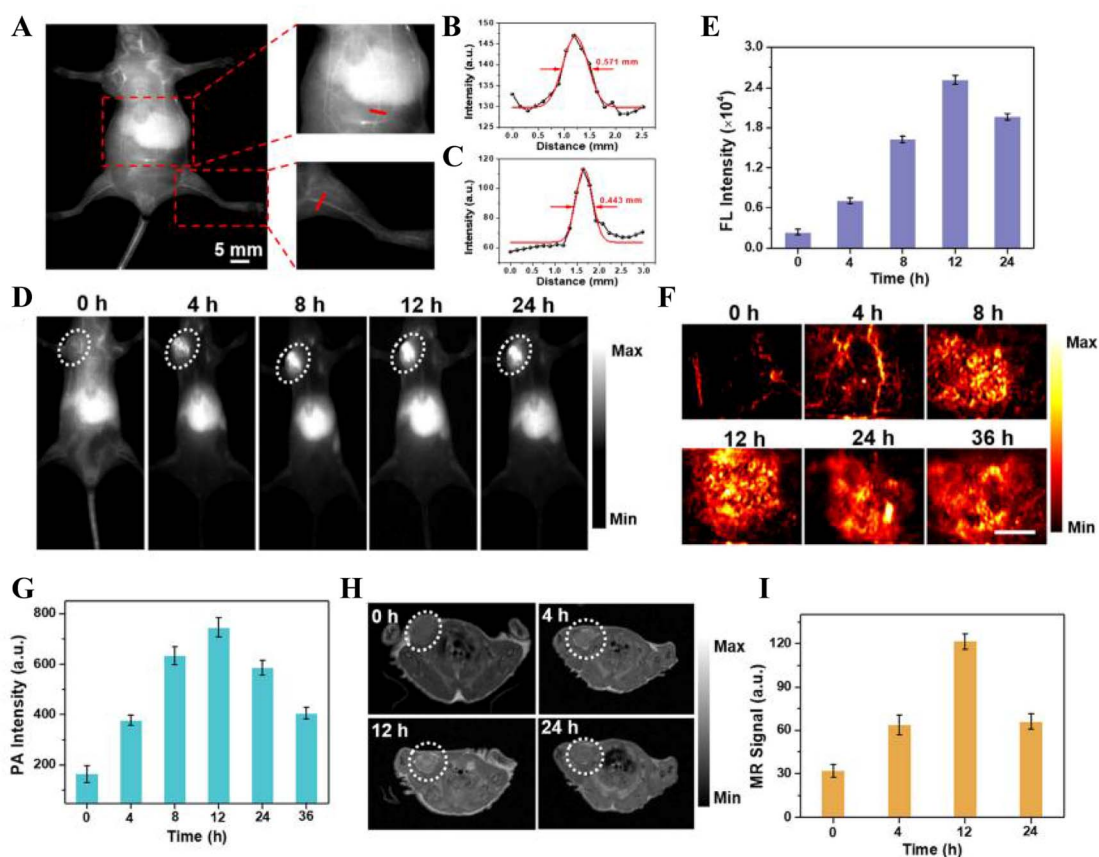 A
5 mm
B
Intensity (a.u.)
150
145
140
135
130
125
0.571 mm
0.0 0.5 1.0 1.5 2.0 2.5
Distance (mm)
C
Intensity (a.u.)
120
100
80
60
0.443 mm
0.0 0.5 1.0 1.5 2.0 2.5 3.0
Distance (mm)
E
FL Intensity (×10⁴)
3.0
2.4
1.8
1.2
0.6
0.0
0 4 8 12 24
Time (h)
D
0 h 4 h 8 h 12 h 24 h
Max
Min
F
0 h 4 h 8 h
12 h 24 h 36 h
Max
Min
G
PA Intensity (a.u.)
800
600
400
200
0 4 8 12 24 36
Time (h)
H
0 h 4 h
12 h 24 h
Max
Min
I
MR Signal (a.u.)
120
90
60
30
0
0 4 12 24
Time (h)